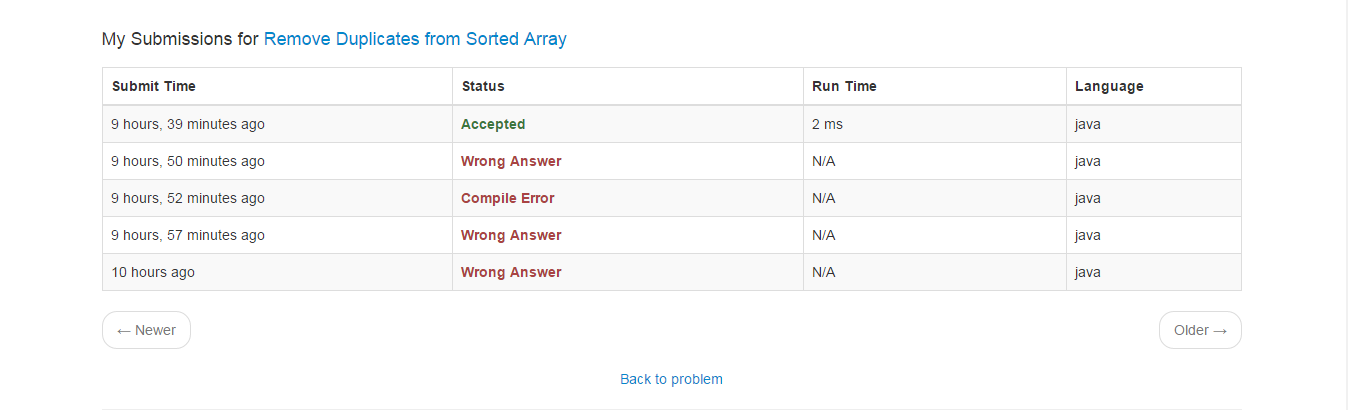 My Submissions for Remove Duplicates from Sorted Array
Submit Time Status Run Time Language
9 hours, 39 minutes ago Accepted 2 ms java
9 hours, 50 minutes ago Wrong Answer N/A java
9 hours, 52 minutes ago Compile Error N/A java
9 hours, 57 minutes ago Wrong Answer N/A java
10 hours ago Wrong Answer N/A java
← Newer Older →
Back to problem